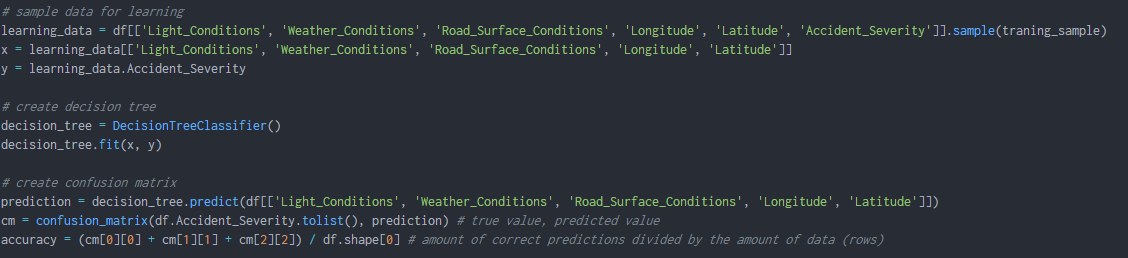 # sample data for learning
learning_data = df[['Light_Conditions', 'Weather_Conditions', 'Road_Surface_Conditions', 'Longitude', 'Latitude', 'Accident_Severity']].sample(traning_sample)
x = learning_data[['Light_Conditions', 'Weather_Conditions', 'Road_Surface_Conditions', 'Longitude', 'Latitude']]
y = learning_data.Accident_Severity
# create decision tree
decision_tree = DecisionTreeClassifier()
decision_tree.fit(x, y)
# create confusion matrix
prediction = decision_tree.predict(df[['Light_Conditions', 'Weather_Conditions', 'Road_Surface_Conditions', 'Longitude', 'Latitude']])
cm = confusion_matrix(df.Accident_Severity.tolist(), prediction) # true value, predicted value
accuracy = (cm[0][0] + cm[1][1] + cm[2][2]) / df.shape[0] # amount of correct predictions divided by the amount of data (rows)